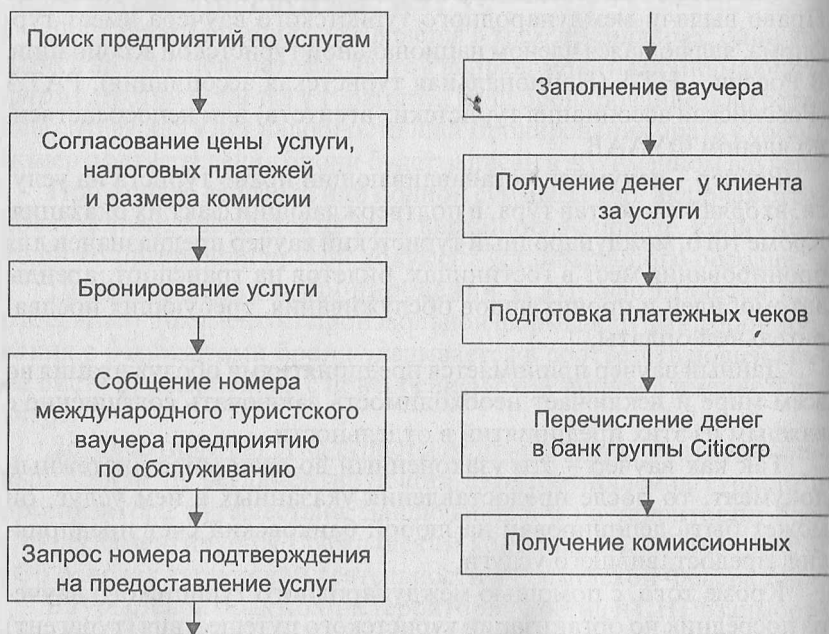 Поиск предприятий по услугам
Согласование цены услуги,
налоговых платежей
и размера комиссии
Бронирование услуги
Собщение номера
международного туристского
ваучера предприятию
по обслуживанию
Запрос номера подтверждения
на предоставление услуг
Заполнение ваучера
Получение денег у клиента
за услуги
Подготовка платежных чеков
Перечисление денег
в банк группы Citicorp
Получение комиссионных